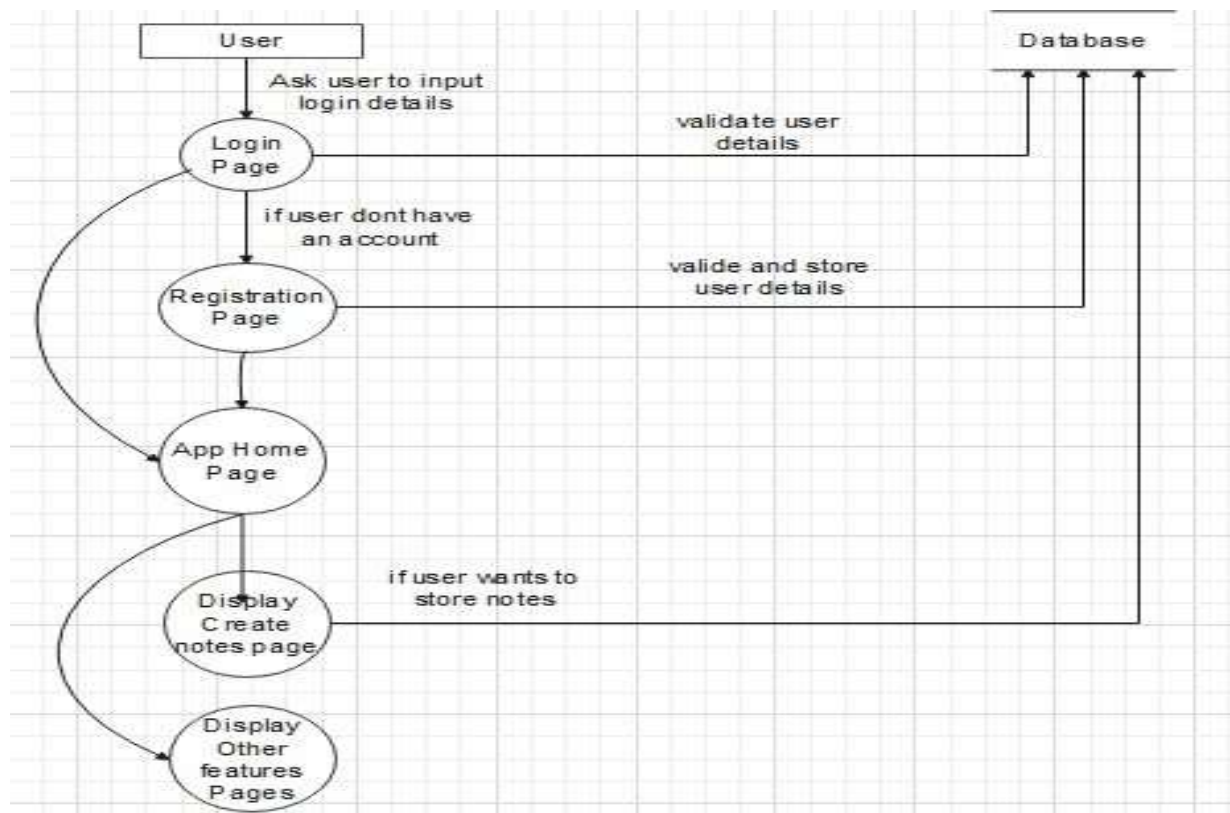 User
Database
Ask user to input
login details
Login
Page
validate user
details
if user dont have
an account
valide and store
user details
Registration
Page
App Home
Page
if user wants to
store notes
Display
Create
notes page
Display
Other
features
Pages